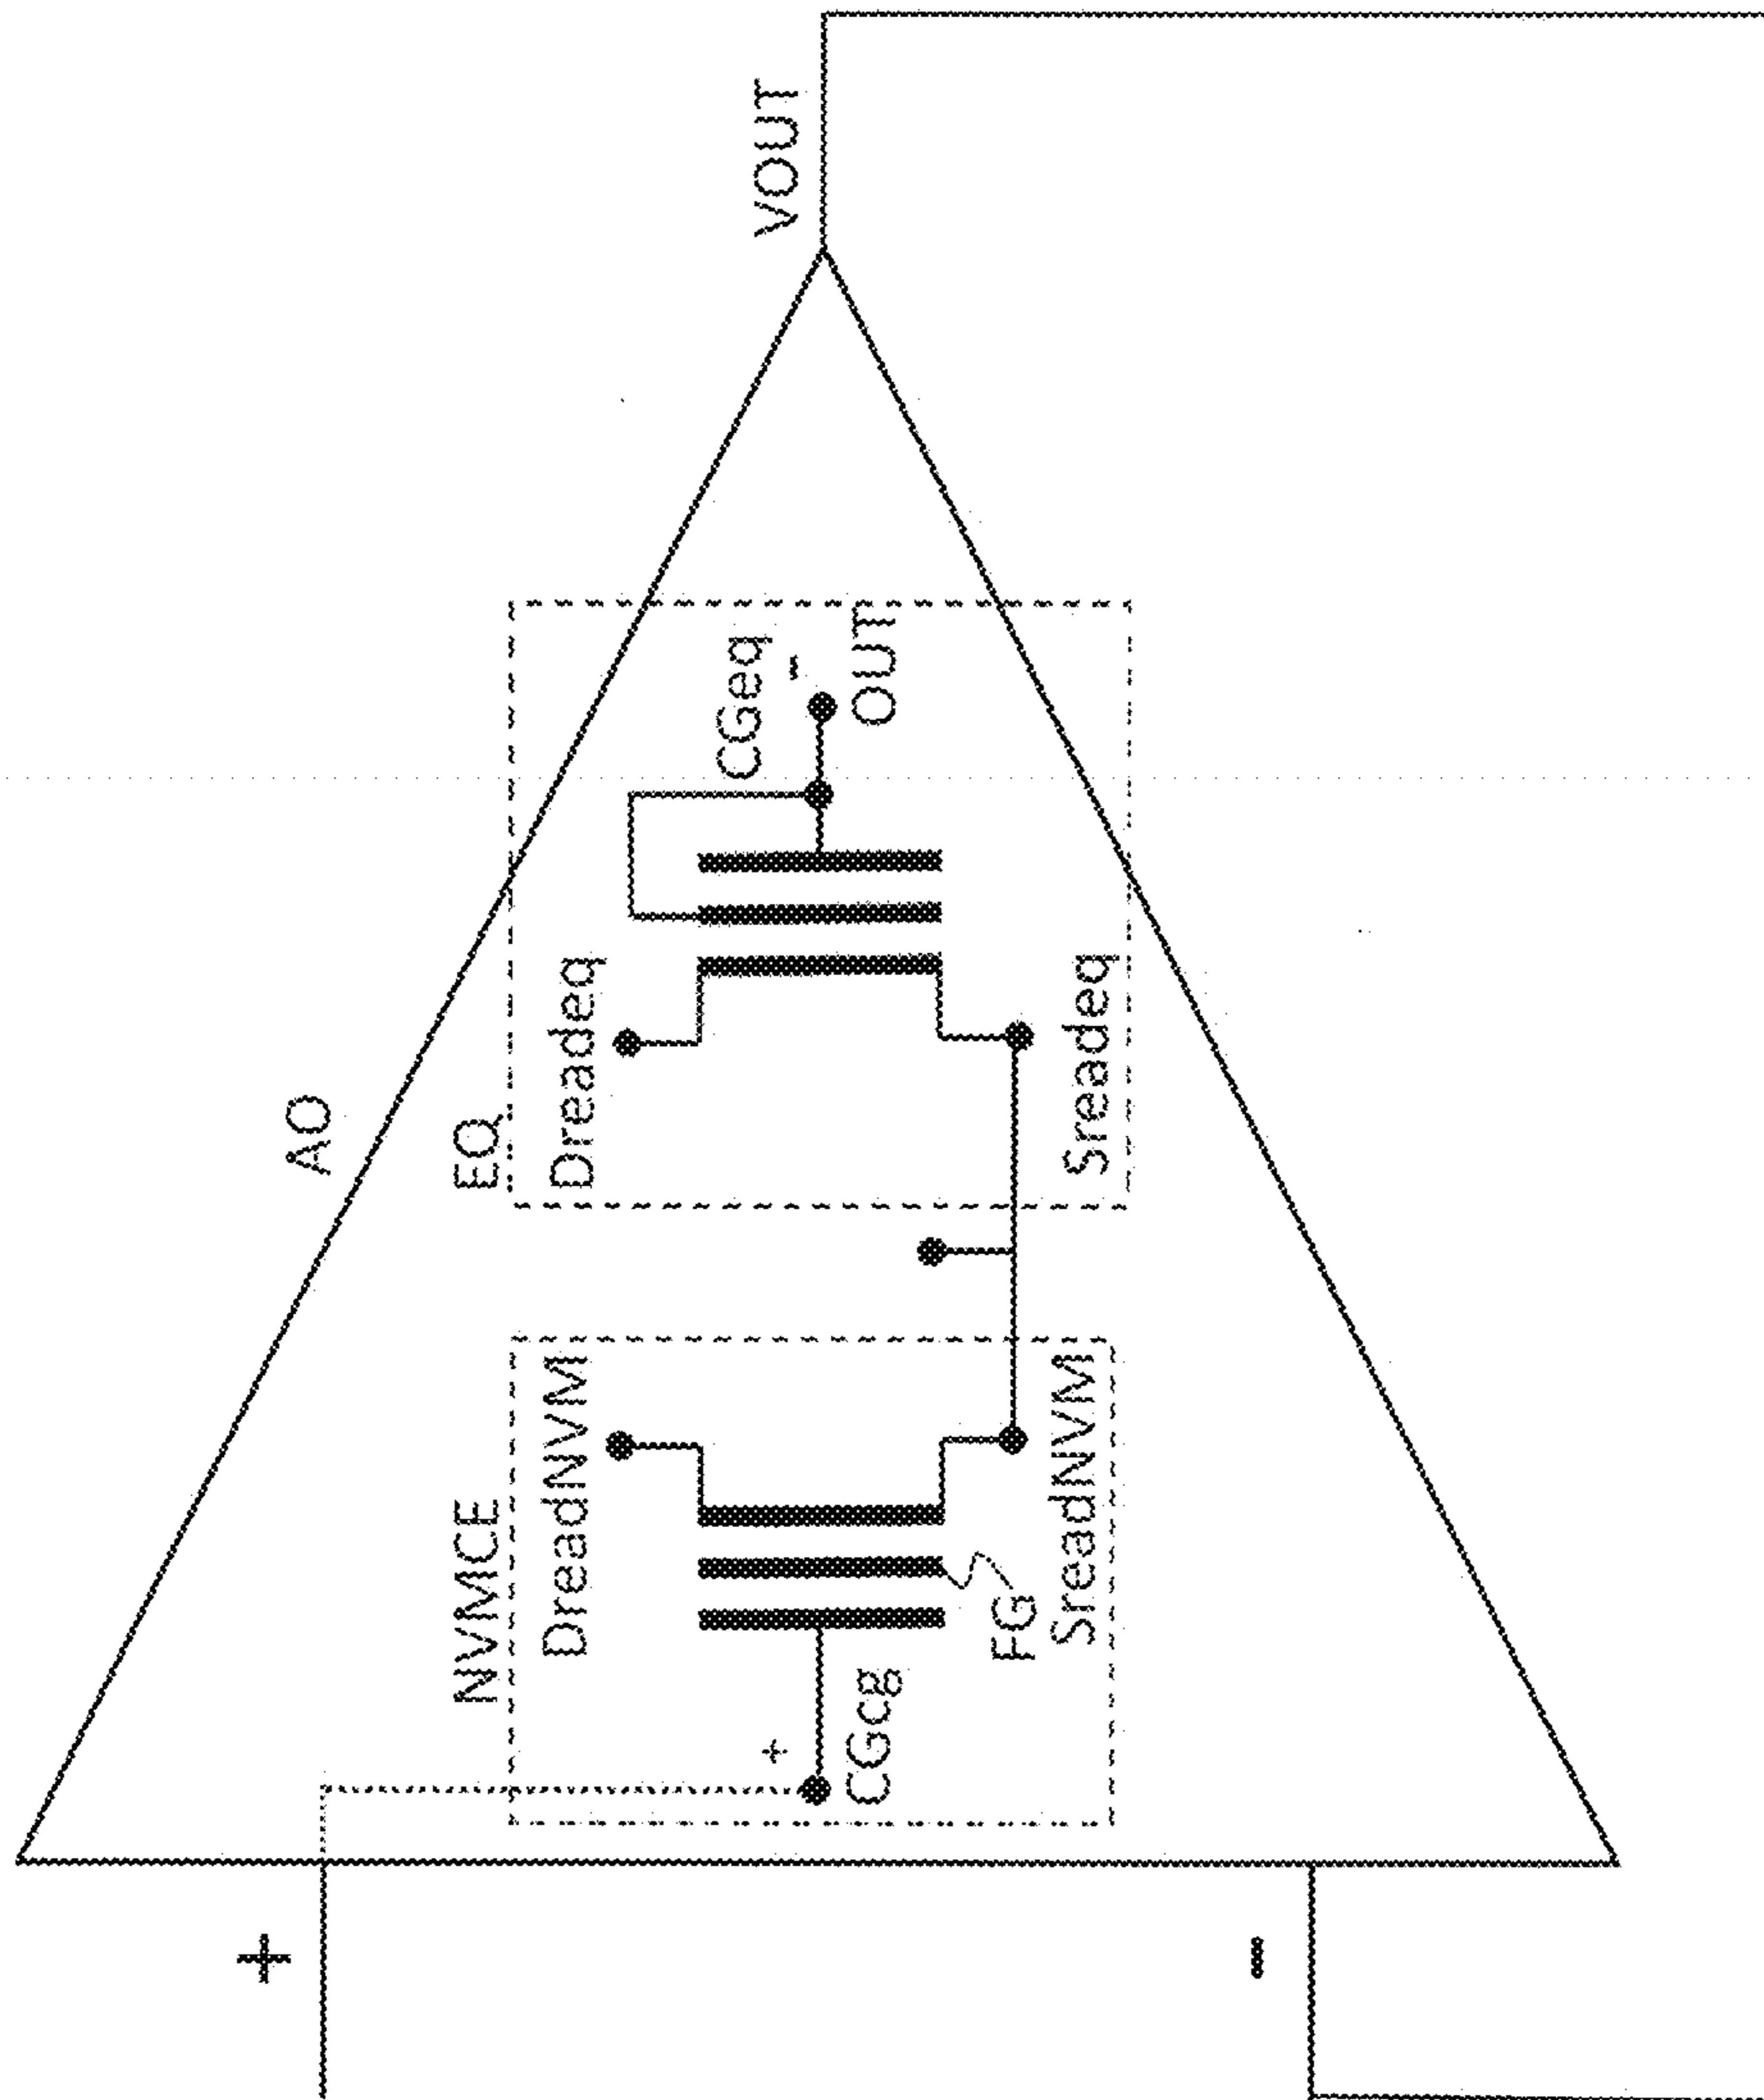 VOUT
AO
EQ
Dreadeq
CGeq
-
OUT
Sreadeq
NVMCE
DreadNVM
+
CGcg
FG
SreadNVM
+
-